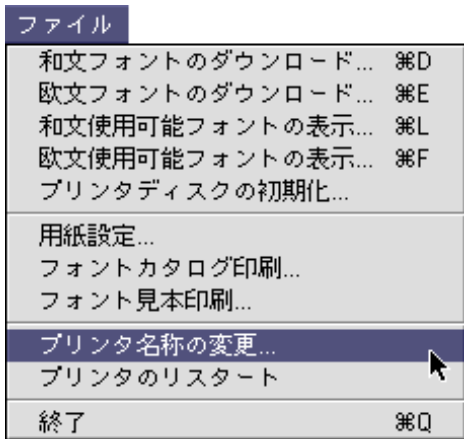 ファイル
和文フォントのダウンロード... ⌘D
欧文フォントのダウンロード... ⌘E
和文使用可能フォントの表示... ⌘L
欧文使用可能フォントの表示... ⌘F
プリンタディスクの初期化...
用紙設定...
フォントカタログ印刷...
フォント見本印刷...
プリンタ名称の変更...
プリンタのリスタート
終了 ⌘Q